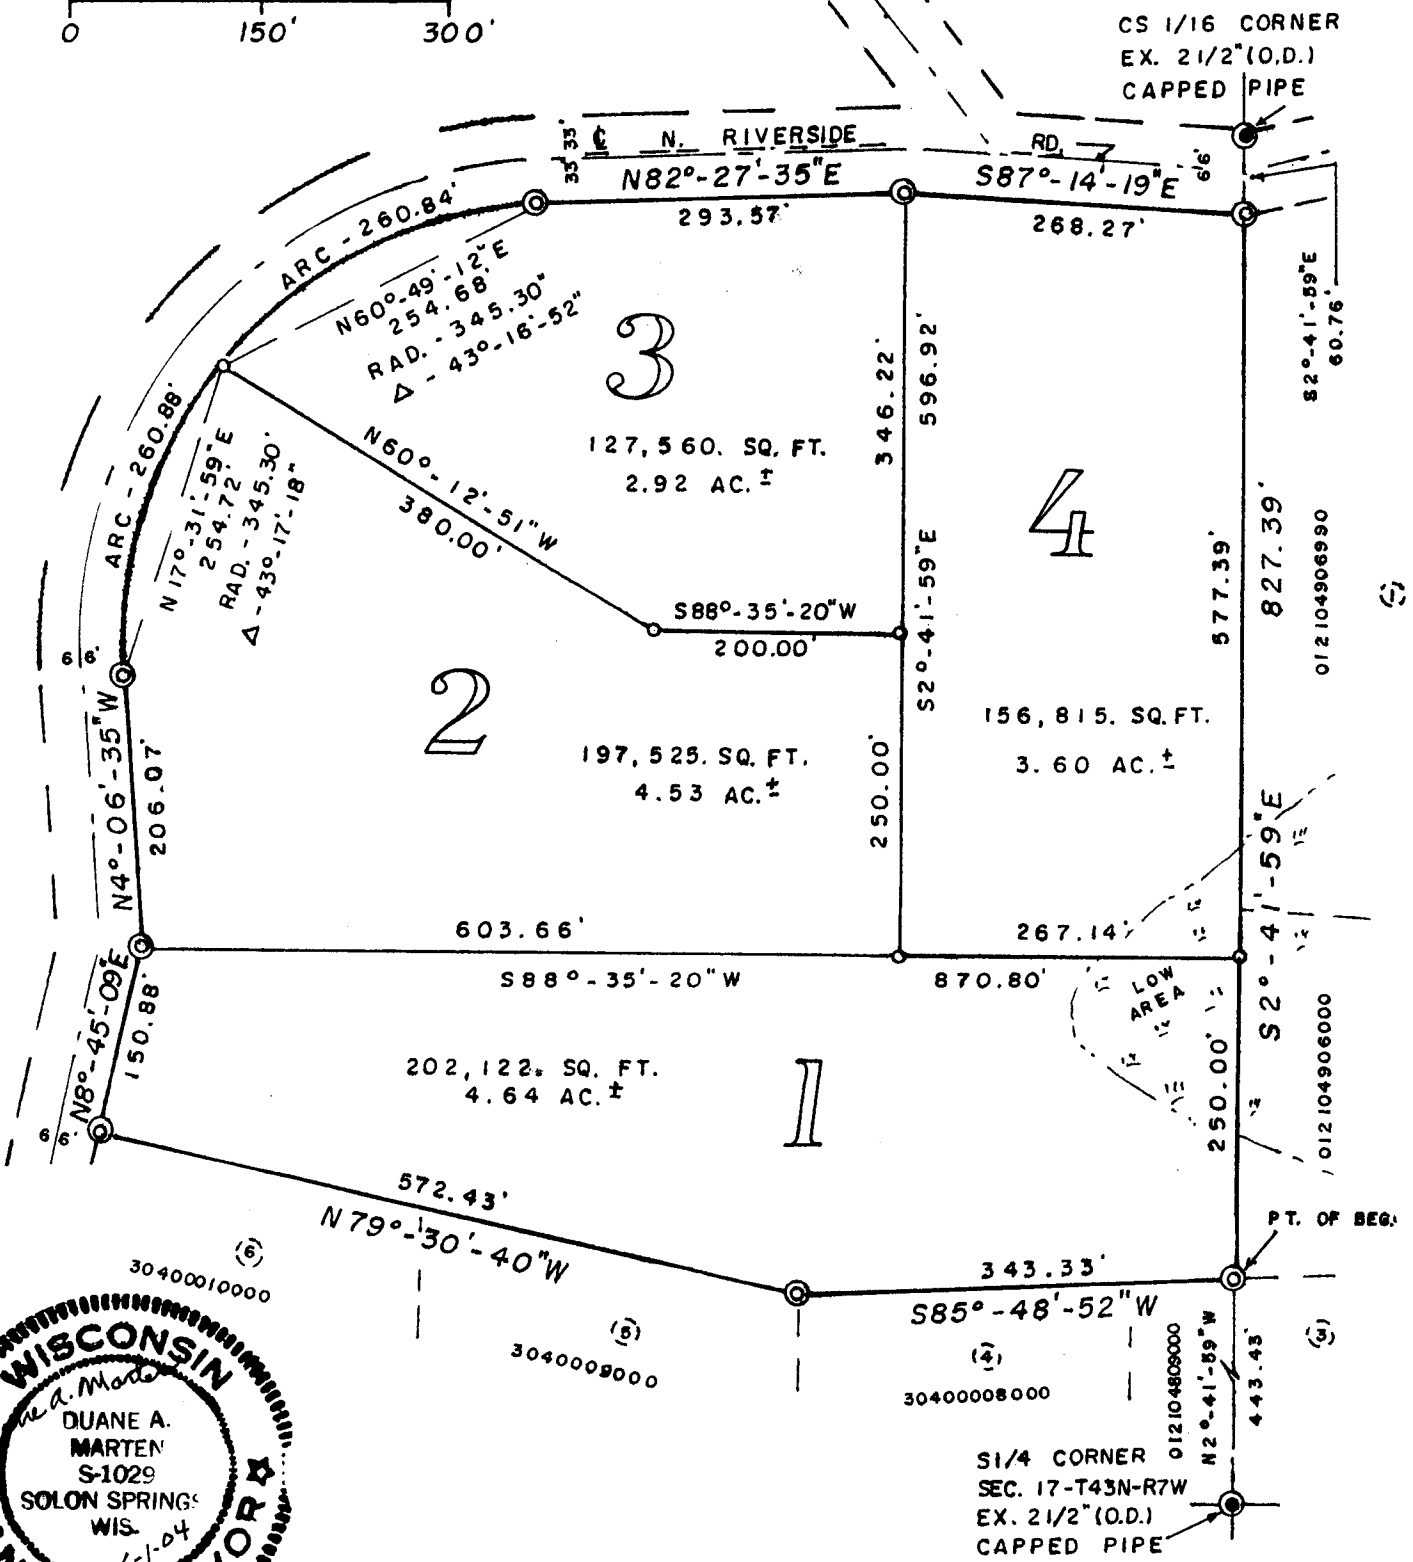 0 150' 300'
CS 1/16 CORNER
EX. 2 1/2" (O.D.)
CAPPED PIPE
33' 33'
N. RIVERSIDE RD.
66'
N82°-27'-35"E
293.57'
S87°-14'-19"E
268.27'
S2°-41'-59"E
60.76'
ARC - 260.84'
N60°-49'-12"E
254.68'
RAD. - 345.30"
Δ - 43°-16'-52"
3
127,560. SQ. FT.
2.92 AC.±
346.22'
596.92'
S2°-41'-59"E
4
156,815. SQ. FT.
3.60 AC.±
577.39'
827.39'
S2°-41'-59"E
012104906990
ARC - 260.88'
N17°-31'-59"E
254.72'
RAD. - 345.30'
Δ - 43°-17'-18"
N60°-12'-51"W
380.00'
S88°-35'-20"W
200.00'
66'
N4°-06'-35"W
206.07'
2
197,525. SQ. FT.
4.53 AC.±
250.00'
603.66'
S88°-35'-20"W
267.14'
870.80'
LOW
AREA
N8°-45'-09"E
150.88'
66'
202,122. SQ. FT.
4.64 AC.±
1
250.00'
012104906000
PT. OF BEG.
572.43'
N79°-30'-40"W
343.33'
S85°-48'-52"W
(6)
30400010000
(5)
3040009000
(4)
30400008000
012104809000
N2°-41'-59"W
443.43'
(3)
S1/4 CORNER
SEC. 17-T43N-R7W
EX. 2 1/2" (O.D.)
CAPPED PIPE
WISCONSIN
DUANE A.
MARTEN
S-1029
SOLON SPRINGS
WIS.